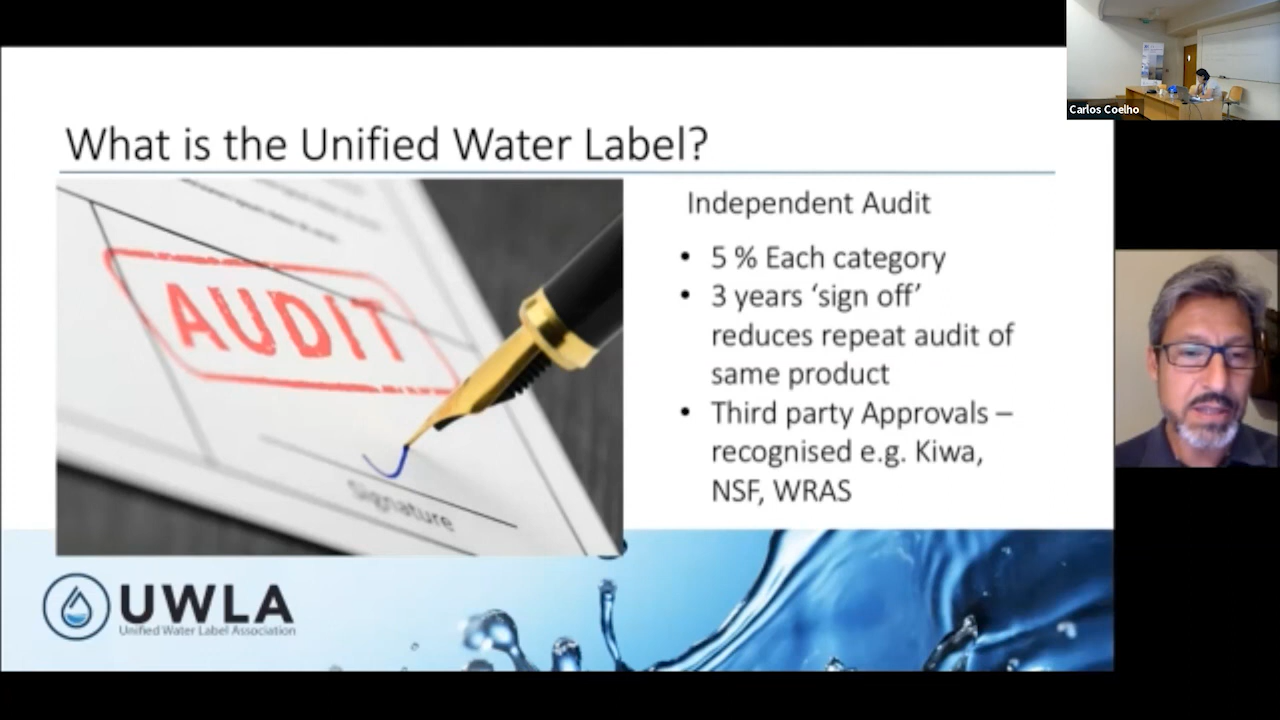 Carlos Coelho
What is the Unified Water Label?
AUDIT
Signature
Independent Audit
• 5 % Each category
• 3 years ‘sign off’
reduces repeat audit of
same product
• Third party Approvals –
recognised e.g. Kiwa,
NSF, WRAS
UWLA
Unified Water Label Association